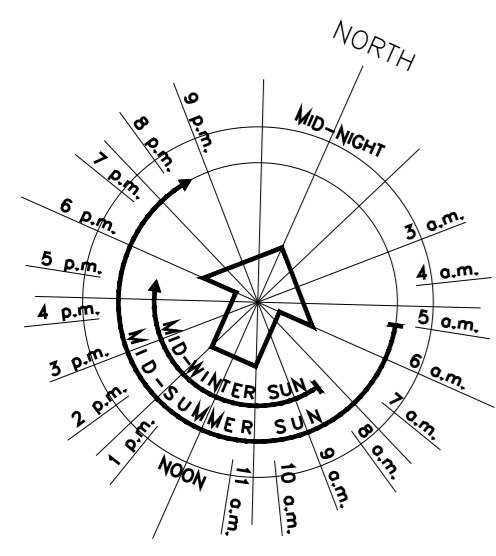 NORTH
MID-NIGHT
3 a.m.
4 a.m.
5 a.m.
6 a.m.
7 a.m.
8 a.m.
9 a.m.
10 a.m.
11 a.m.
NOON
1 p.m.
2 p.m.
3 p.m.
4 p.m.
5 p.m.
6 p.m.
7 p.m.
8 p.m.
9 p.m.
MID-WINTER SUN
MID-SUMMER SUN